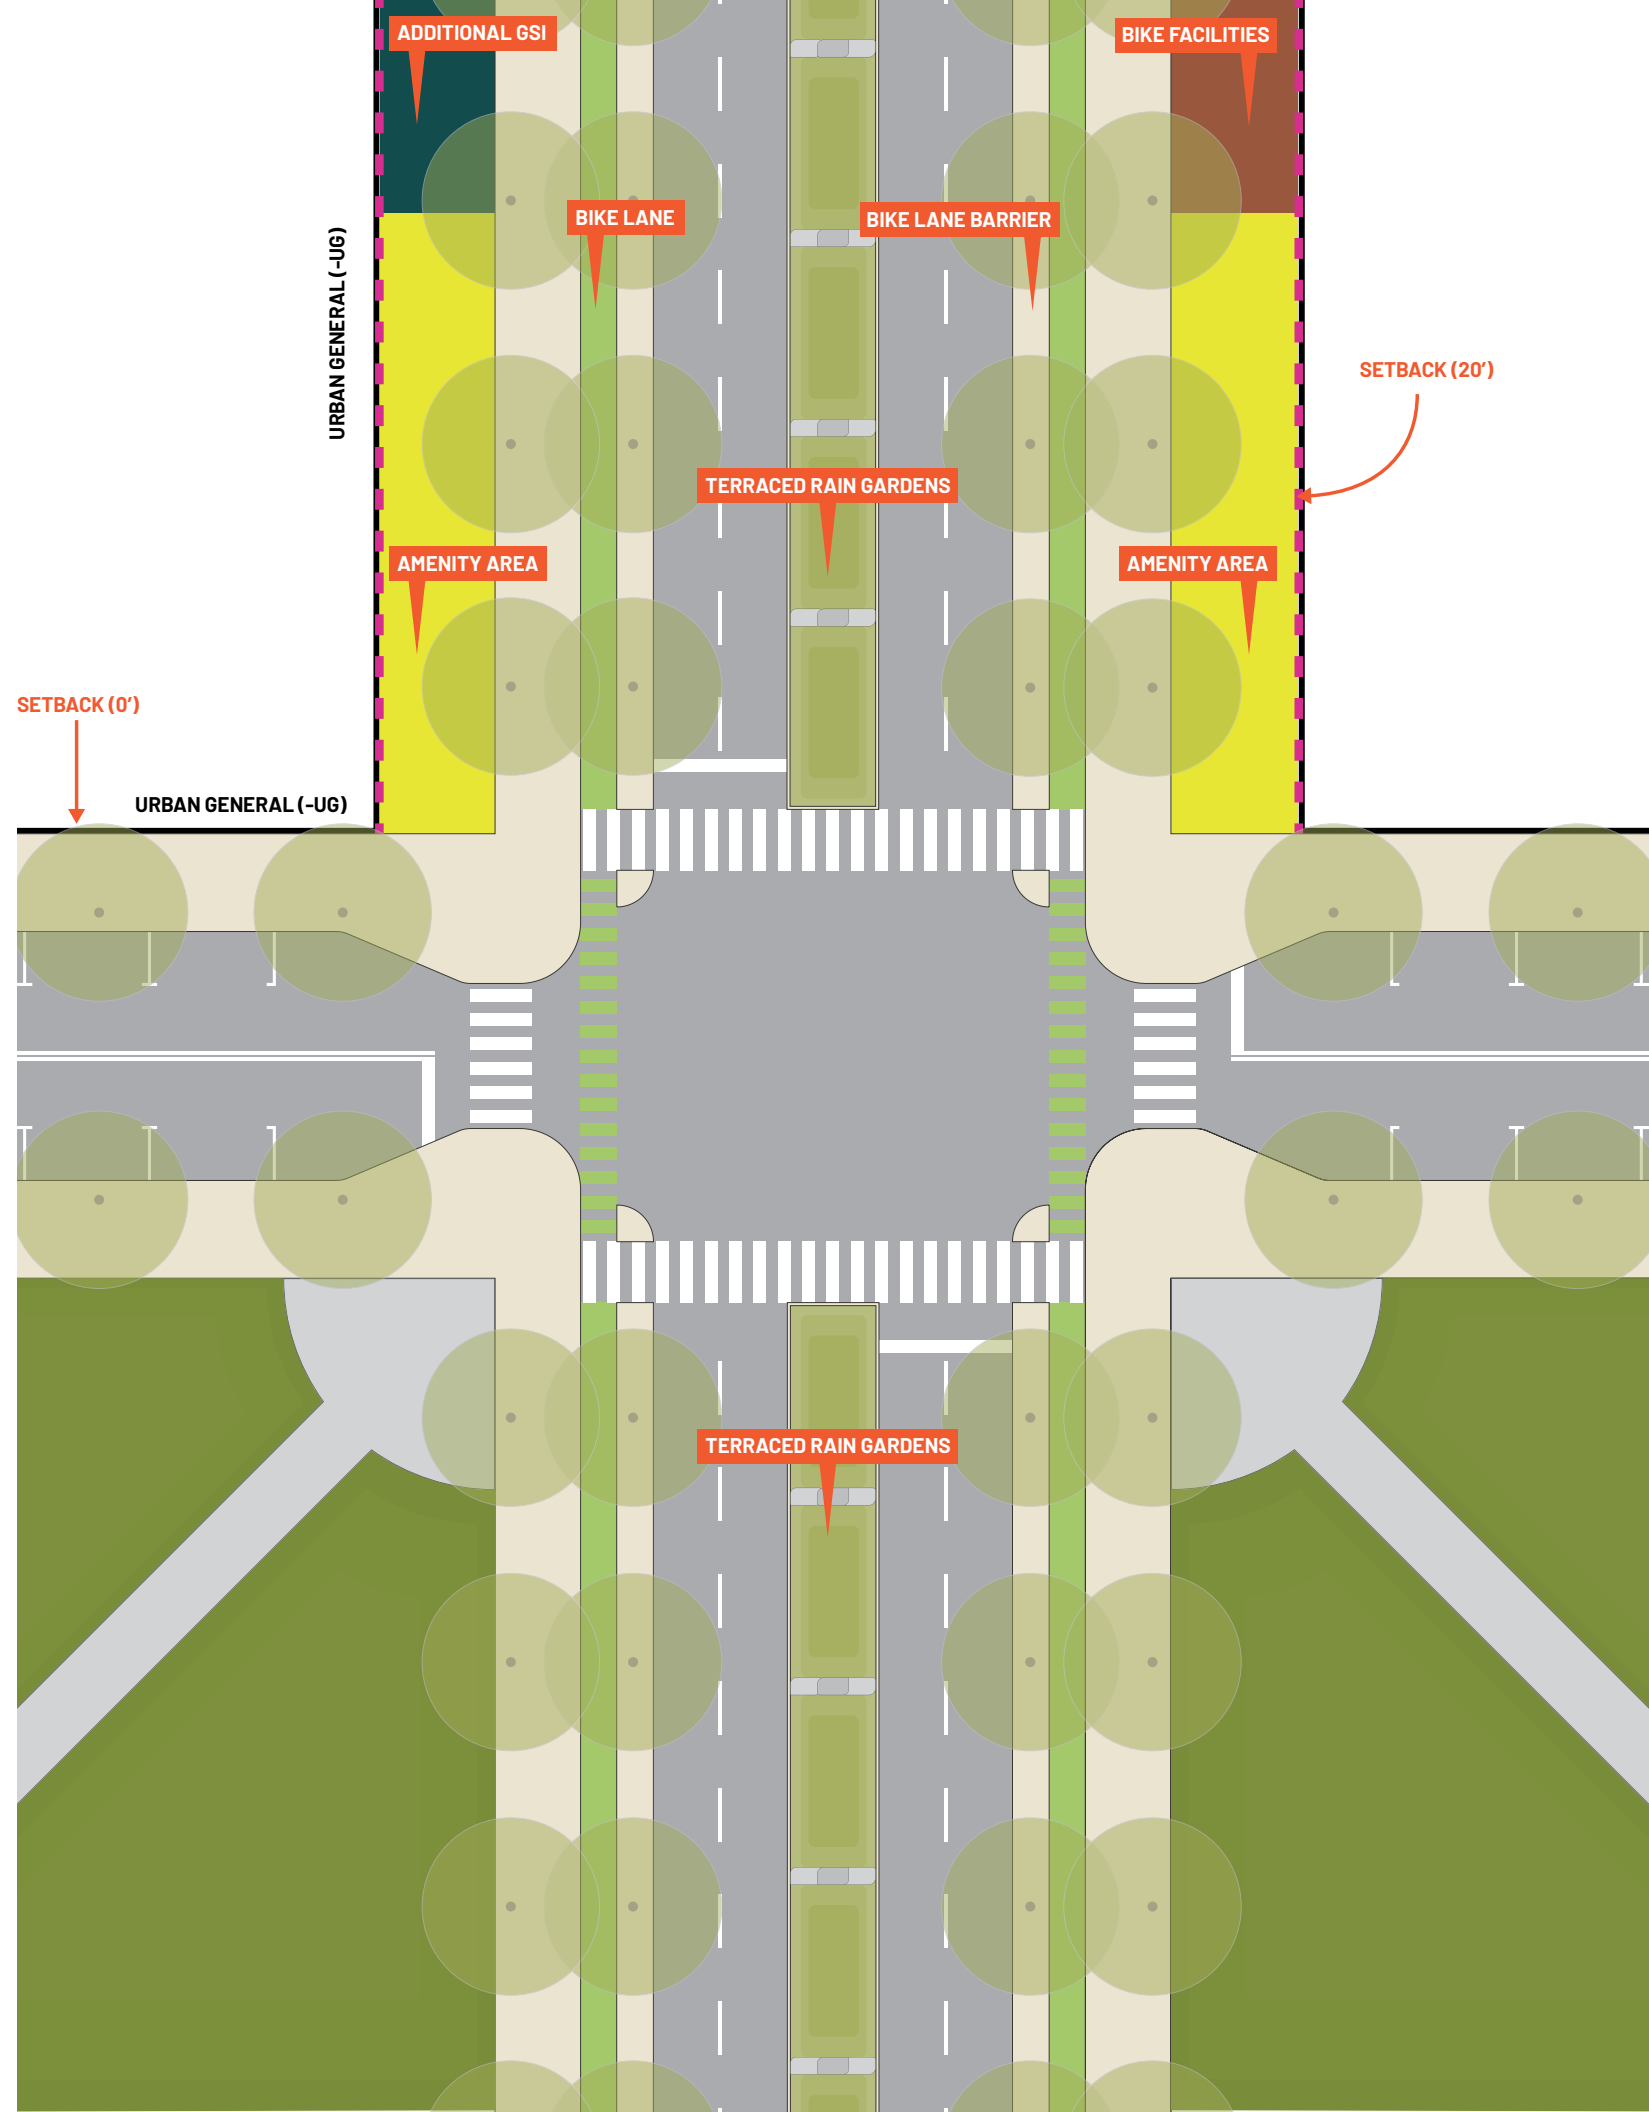 ADDITIONAL GSI
BIKE FACILITIES
BIKE LANE
BIKE LANE BARRIER
URBAN GENERAL (-UG)
SETBACK (20’)
TERRACED RAIN GARDENS
AMENITY AREA
AMENITY AREA
SETBACK (0’)
URBAN GENERAL (-UG)
TERRACED RAIN GARDENS